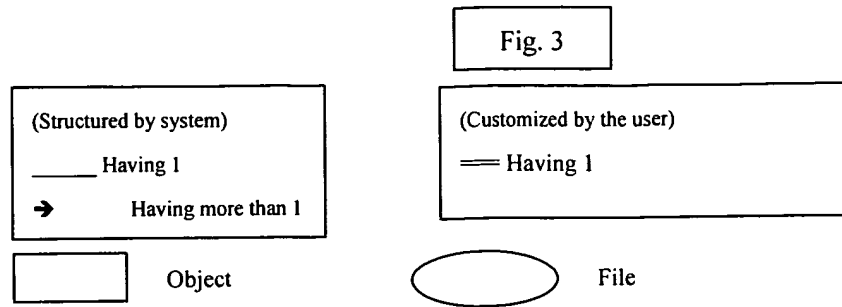 Fig. 3
(Structured by system)
Having 1
Having more than 1
(Customized by the user)
Having 1
Object
File